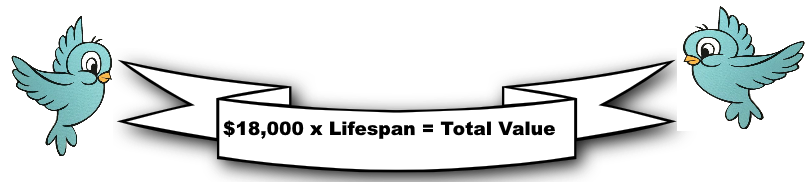 $18,000 x Lifespan = Total Value